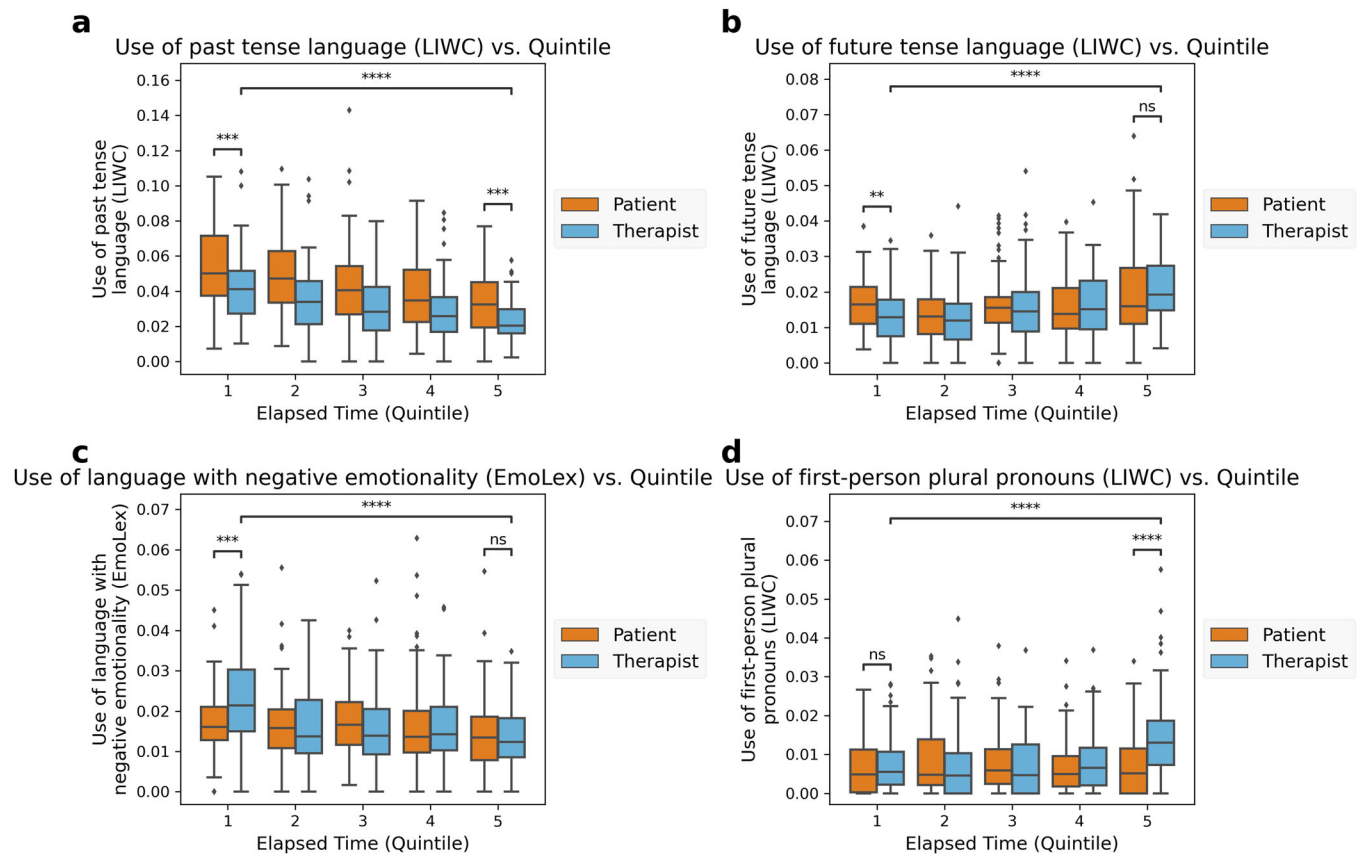 a
Use of past tense language (LIWC) vs. Quintile
Use of past tense
language (LIWC)
0.16
0.14
0.12
0.10
0.08
0.06
0.04
0.02
0.00
****
***
***
1 2 3 4 5
Elapsed Time (Quintile)
Patient
Therapist
b
Use of future tense language (LIWC) vs. Quintile
Use of future tense
language (LIWC)
0.08
0.07
0.06
0.05
0.04
0.03
0.02
0.01
0.00
****
ns
**
1 2 3 4 5
Elapsed Time (Quintile)
Patient
Therapist
c
Use of language with negative emotionality (EmoLex) vs. Quintile
Use of language with
negative emotionality (EmoLex)
0.07
0.06
0.05
0.04
0.03
0.02
0.01
0.00
****
***
ns
1 2 3 4 5
Elapsed Time (Quintile)
Patient
Therapist
d
Use of first-person plural pronouns (LIWC) vs. Quintile
Use of first-person plural
pronouns (LIWC)
0.07
0.06
0.05
0.04
0.03
0.02
0.01
0.00
****
****
ns
1 2 3 4 5
Elapsed Time (Quintile)
Patient
Therapist